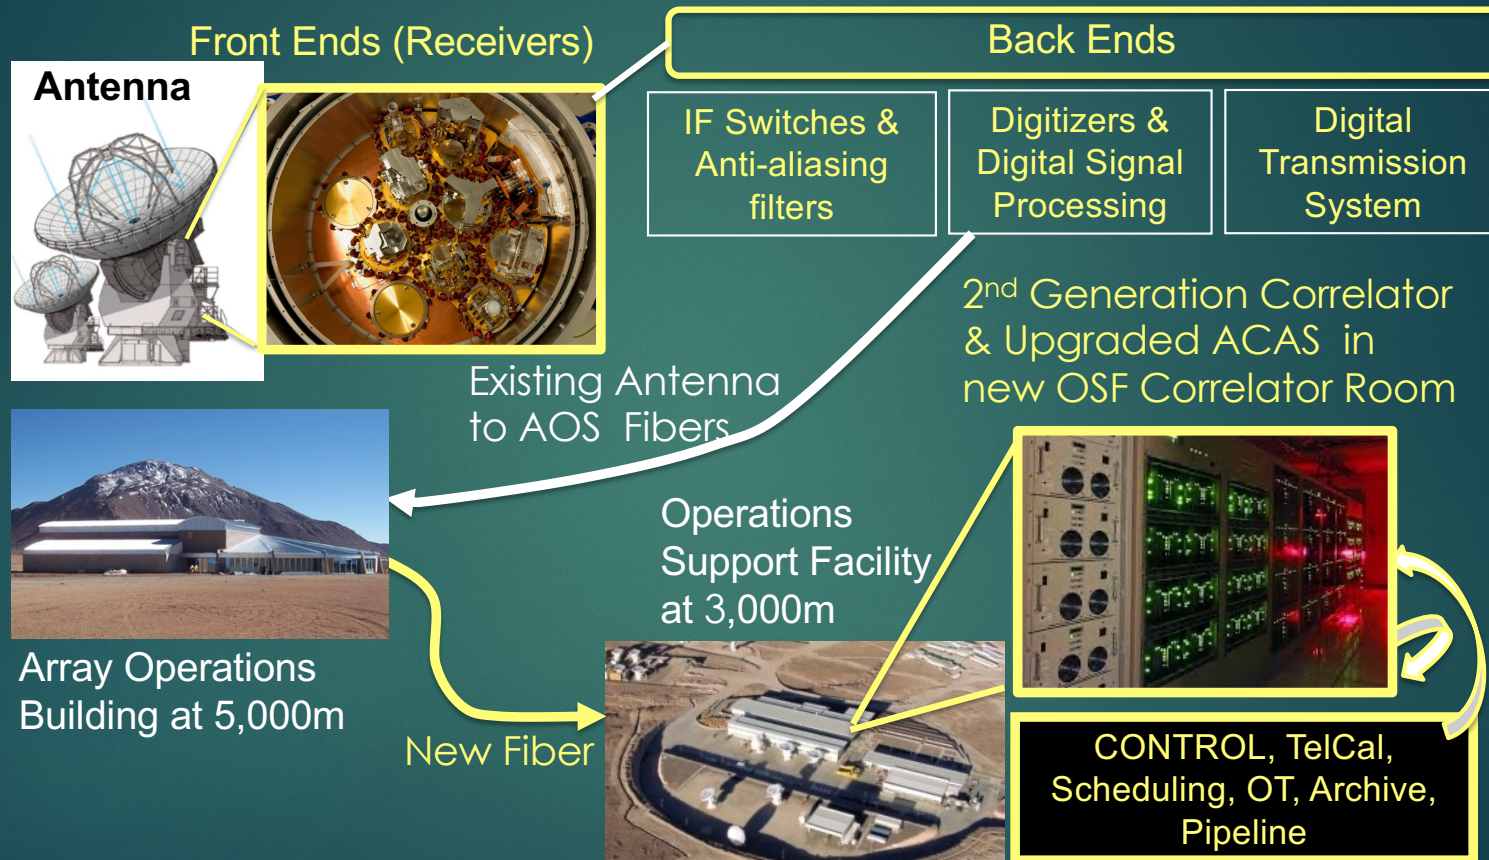 Front Ends (Receivers)
Back Ends
Antenna
IF Switches &
Anti-aliasing
filters
Digitizers &
Digital Signal
Processing
Digital
Transmission
System
2nd Generation Correlator
& Upgraded ACAS in
new OSF Correlator Room
Existing Antenna
to AOS Fibers
Operations
Support Facility
at 3,000m
Array Operations
Building at 5,000m
New Fiber
CONTROL, TelCal,
Scheduling, OT, Archive,
Pipeline